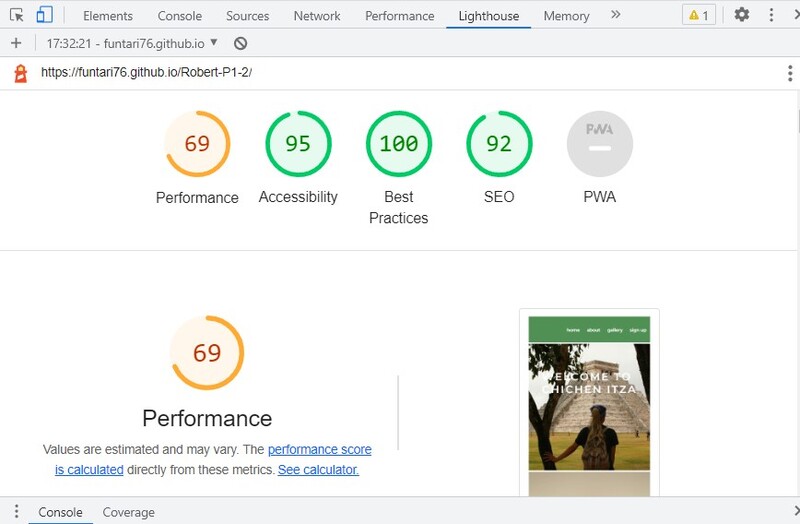 Elements Console Sources Network Performance Lighthouse Memory » 1
+ 17:32:21 - funtari76.github.io
https://funtari76.github.io/Robert-P1-2/
69 95 100 92 PWA
Performance Accessibility Best Practices SEO PWA
69
home about gallery sign up
WELCOME TO
CHICHEN ITZA
Performance
Values are estimated and may vary. The performance score
is calculated directly from these metrics. See calculator.
Console Coverage